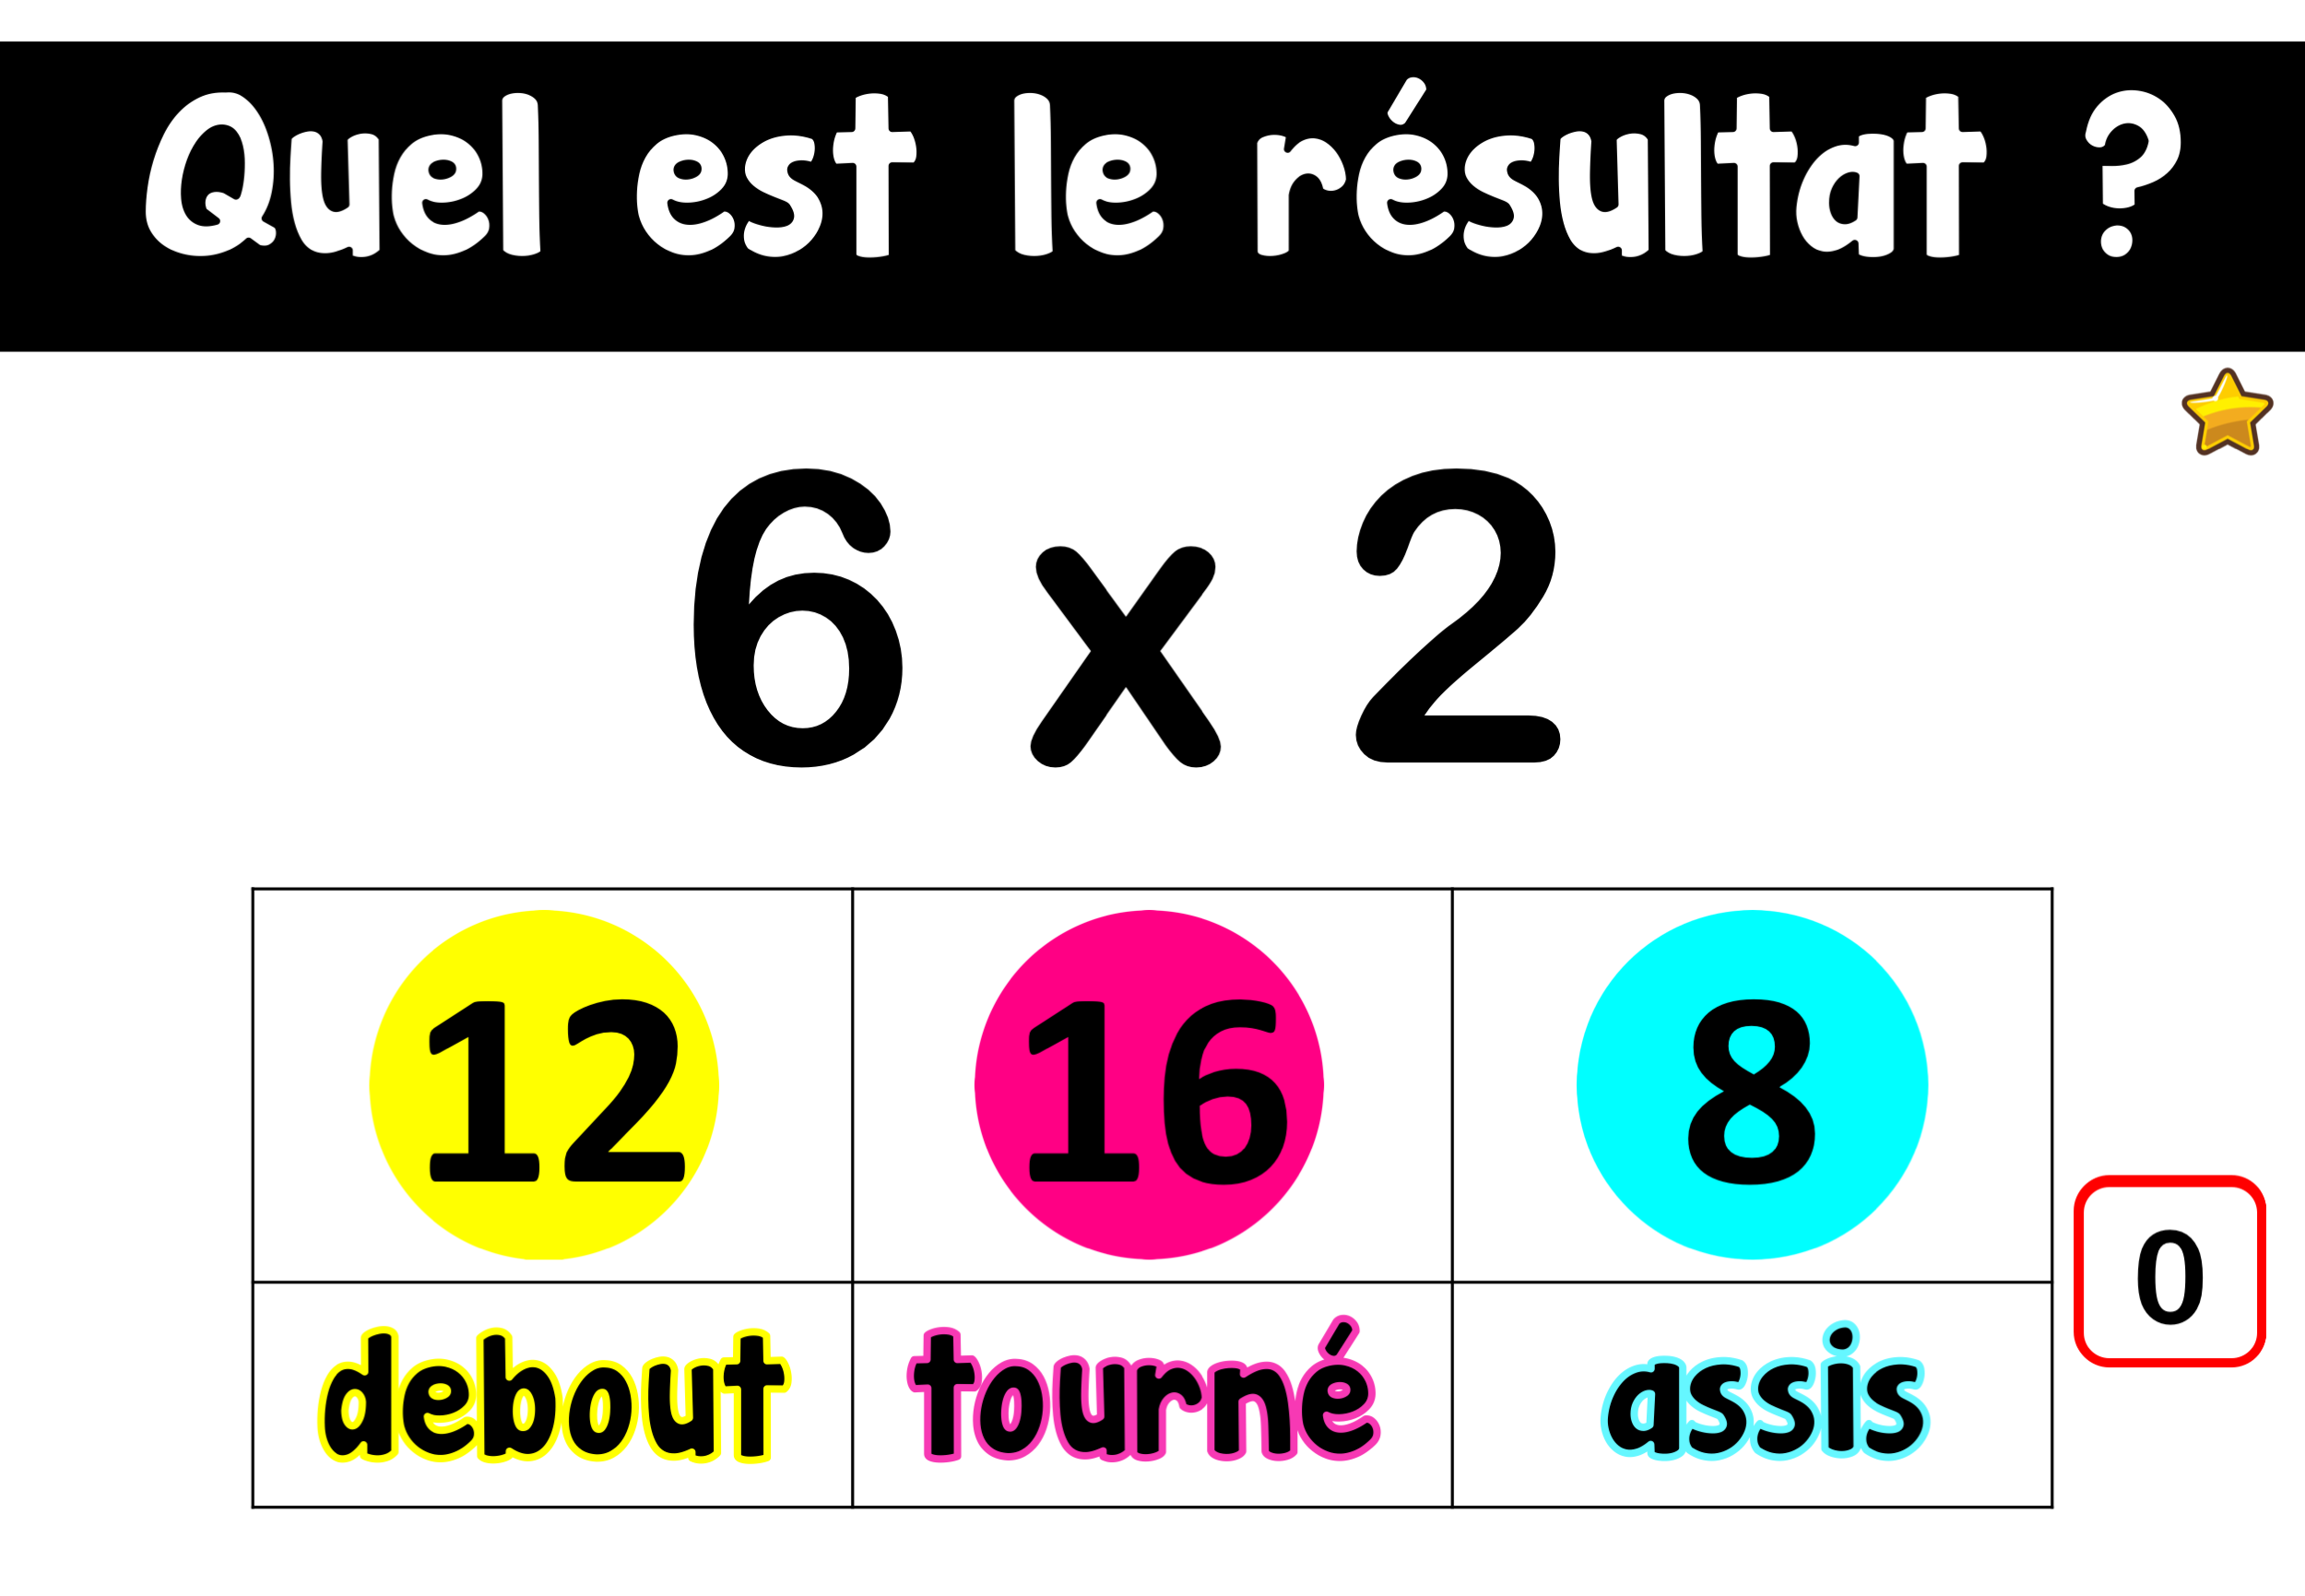 Quel est le résultat ?
6 x 2
12 16 8
0
debout tourné assis